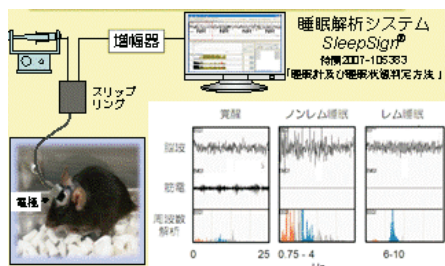 増幅器
睡眠解析システム
SleepSign®
特開2007-105383
「睡眠計及び睡眠状態判定方法」
スリップ
リング
電極
覚醒
ノンレム睡眠
レム睡眠
脳波
筋電
周波数
解析
0
25
0.75 - 4
6-10
Hz